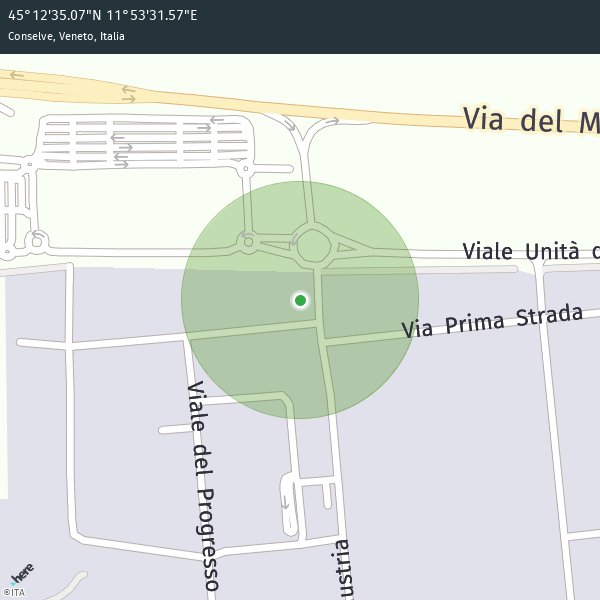 45°12'35.07"N 11°53'31.57"E
Conselve, Veneto, Italia
Via del M
Viale Unità d
Via Prima Strada
Viale del Progresso
ustria
here
©ITA